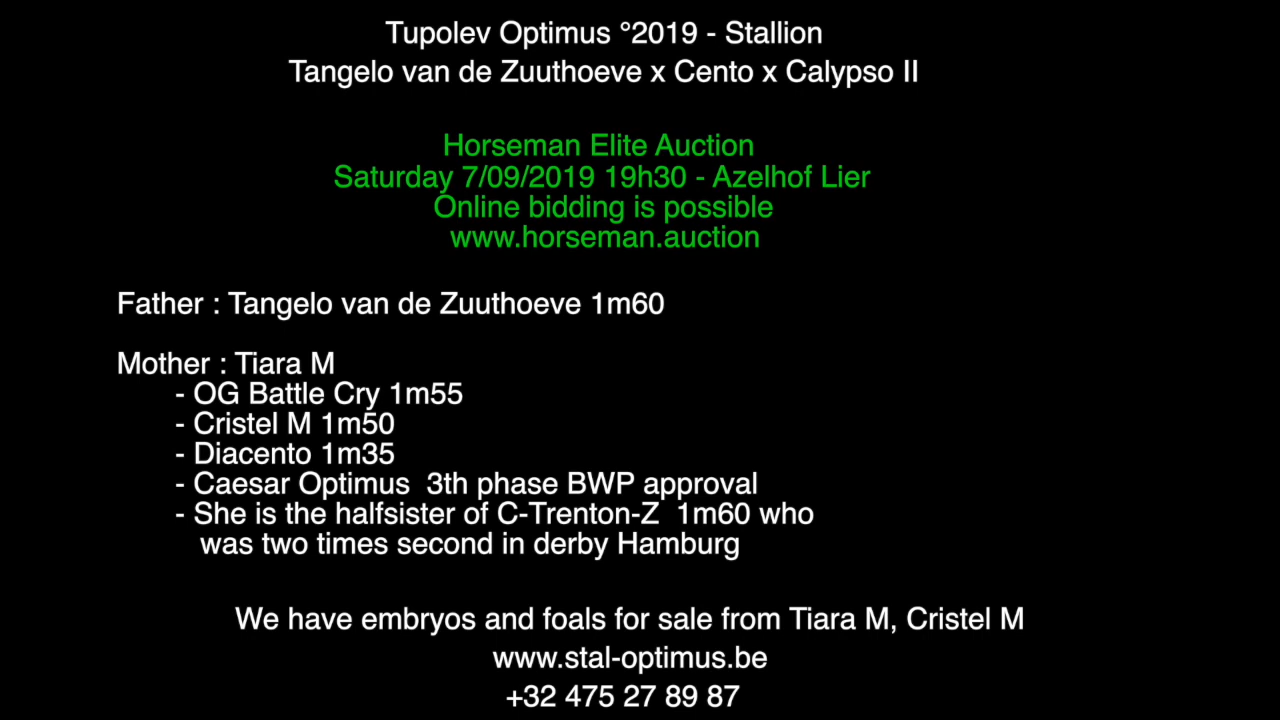 Tupolev Optimus °2019 - Stallion
Tangelo van de Zuuthoeve x Cento x Calypso II
Horseman Elite Auction
Saturday 7/09/2019 19h30 - Azelhof Lier
Online bidding is possible
www.horseman.auction
Father : Tangelo van de Zuuthoeve 1m60
Mother : Tiara M
- OG Battle Cry 1m55
- Cristel M 1m50
- Diacento 1m35
- Caesar Optimus  3th phase BWP approval
- She is the halfsister of C-Trenton-Z  1m60 who
was two times second in derby Hamburg
We have embryos and foals for sale from Tiara M, Cristel M
www.stal-optimus.be
+32 475 27 89 87